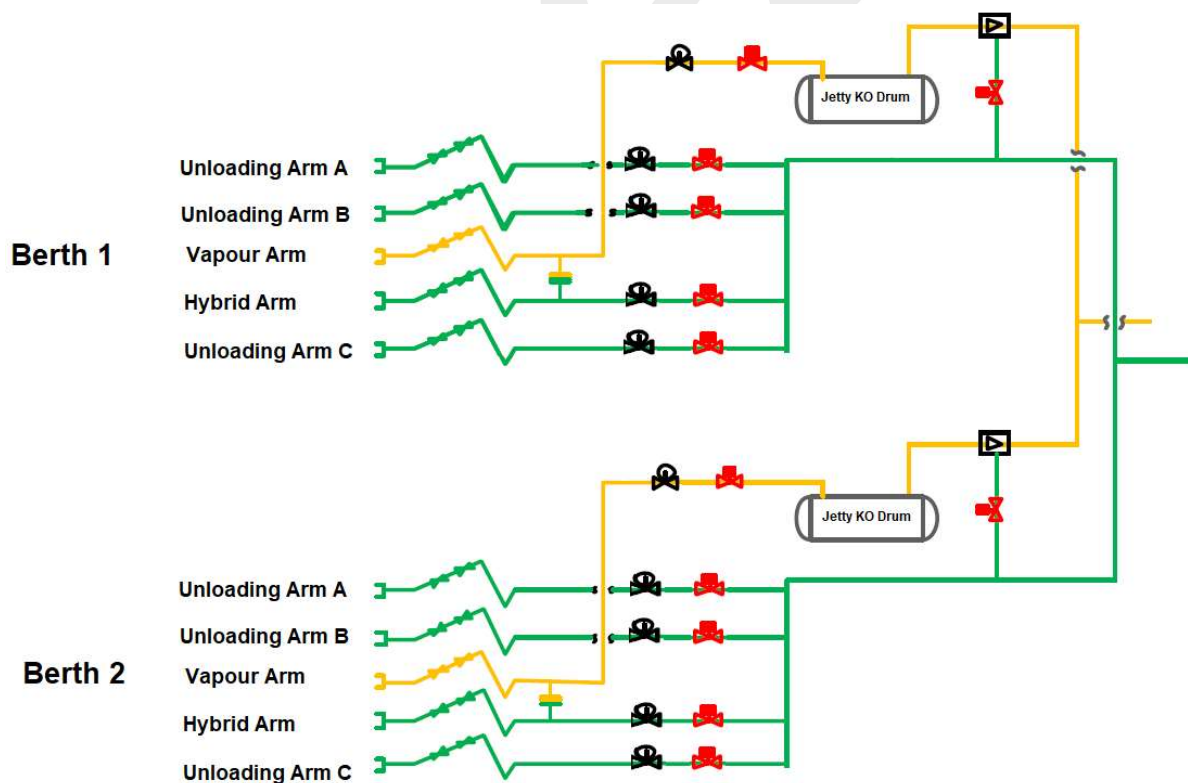 Jetty KO Drum
Unloading Arm A
Unloading Arm B
Berth 1
Vapour Arm
Hybrid Arm
Unloading Arm C
Jetty KO Drum
Unloading Arm A
Unloading Arm B
Berth 2
Vapour Arm
Hybrid Arm
Unloading Arm C